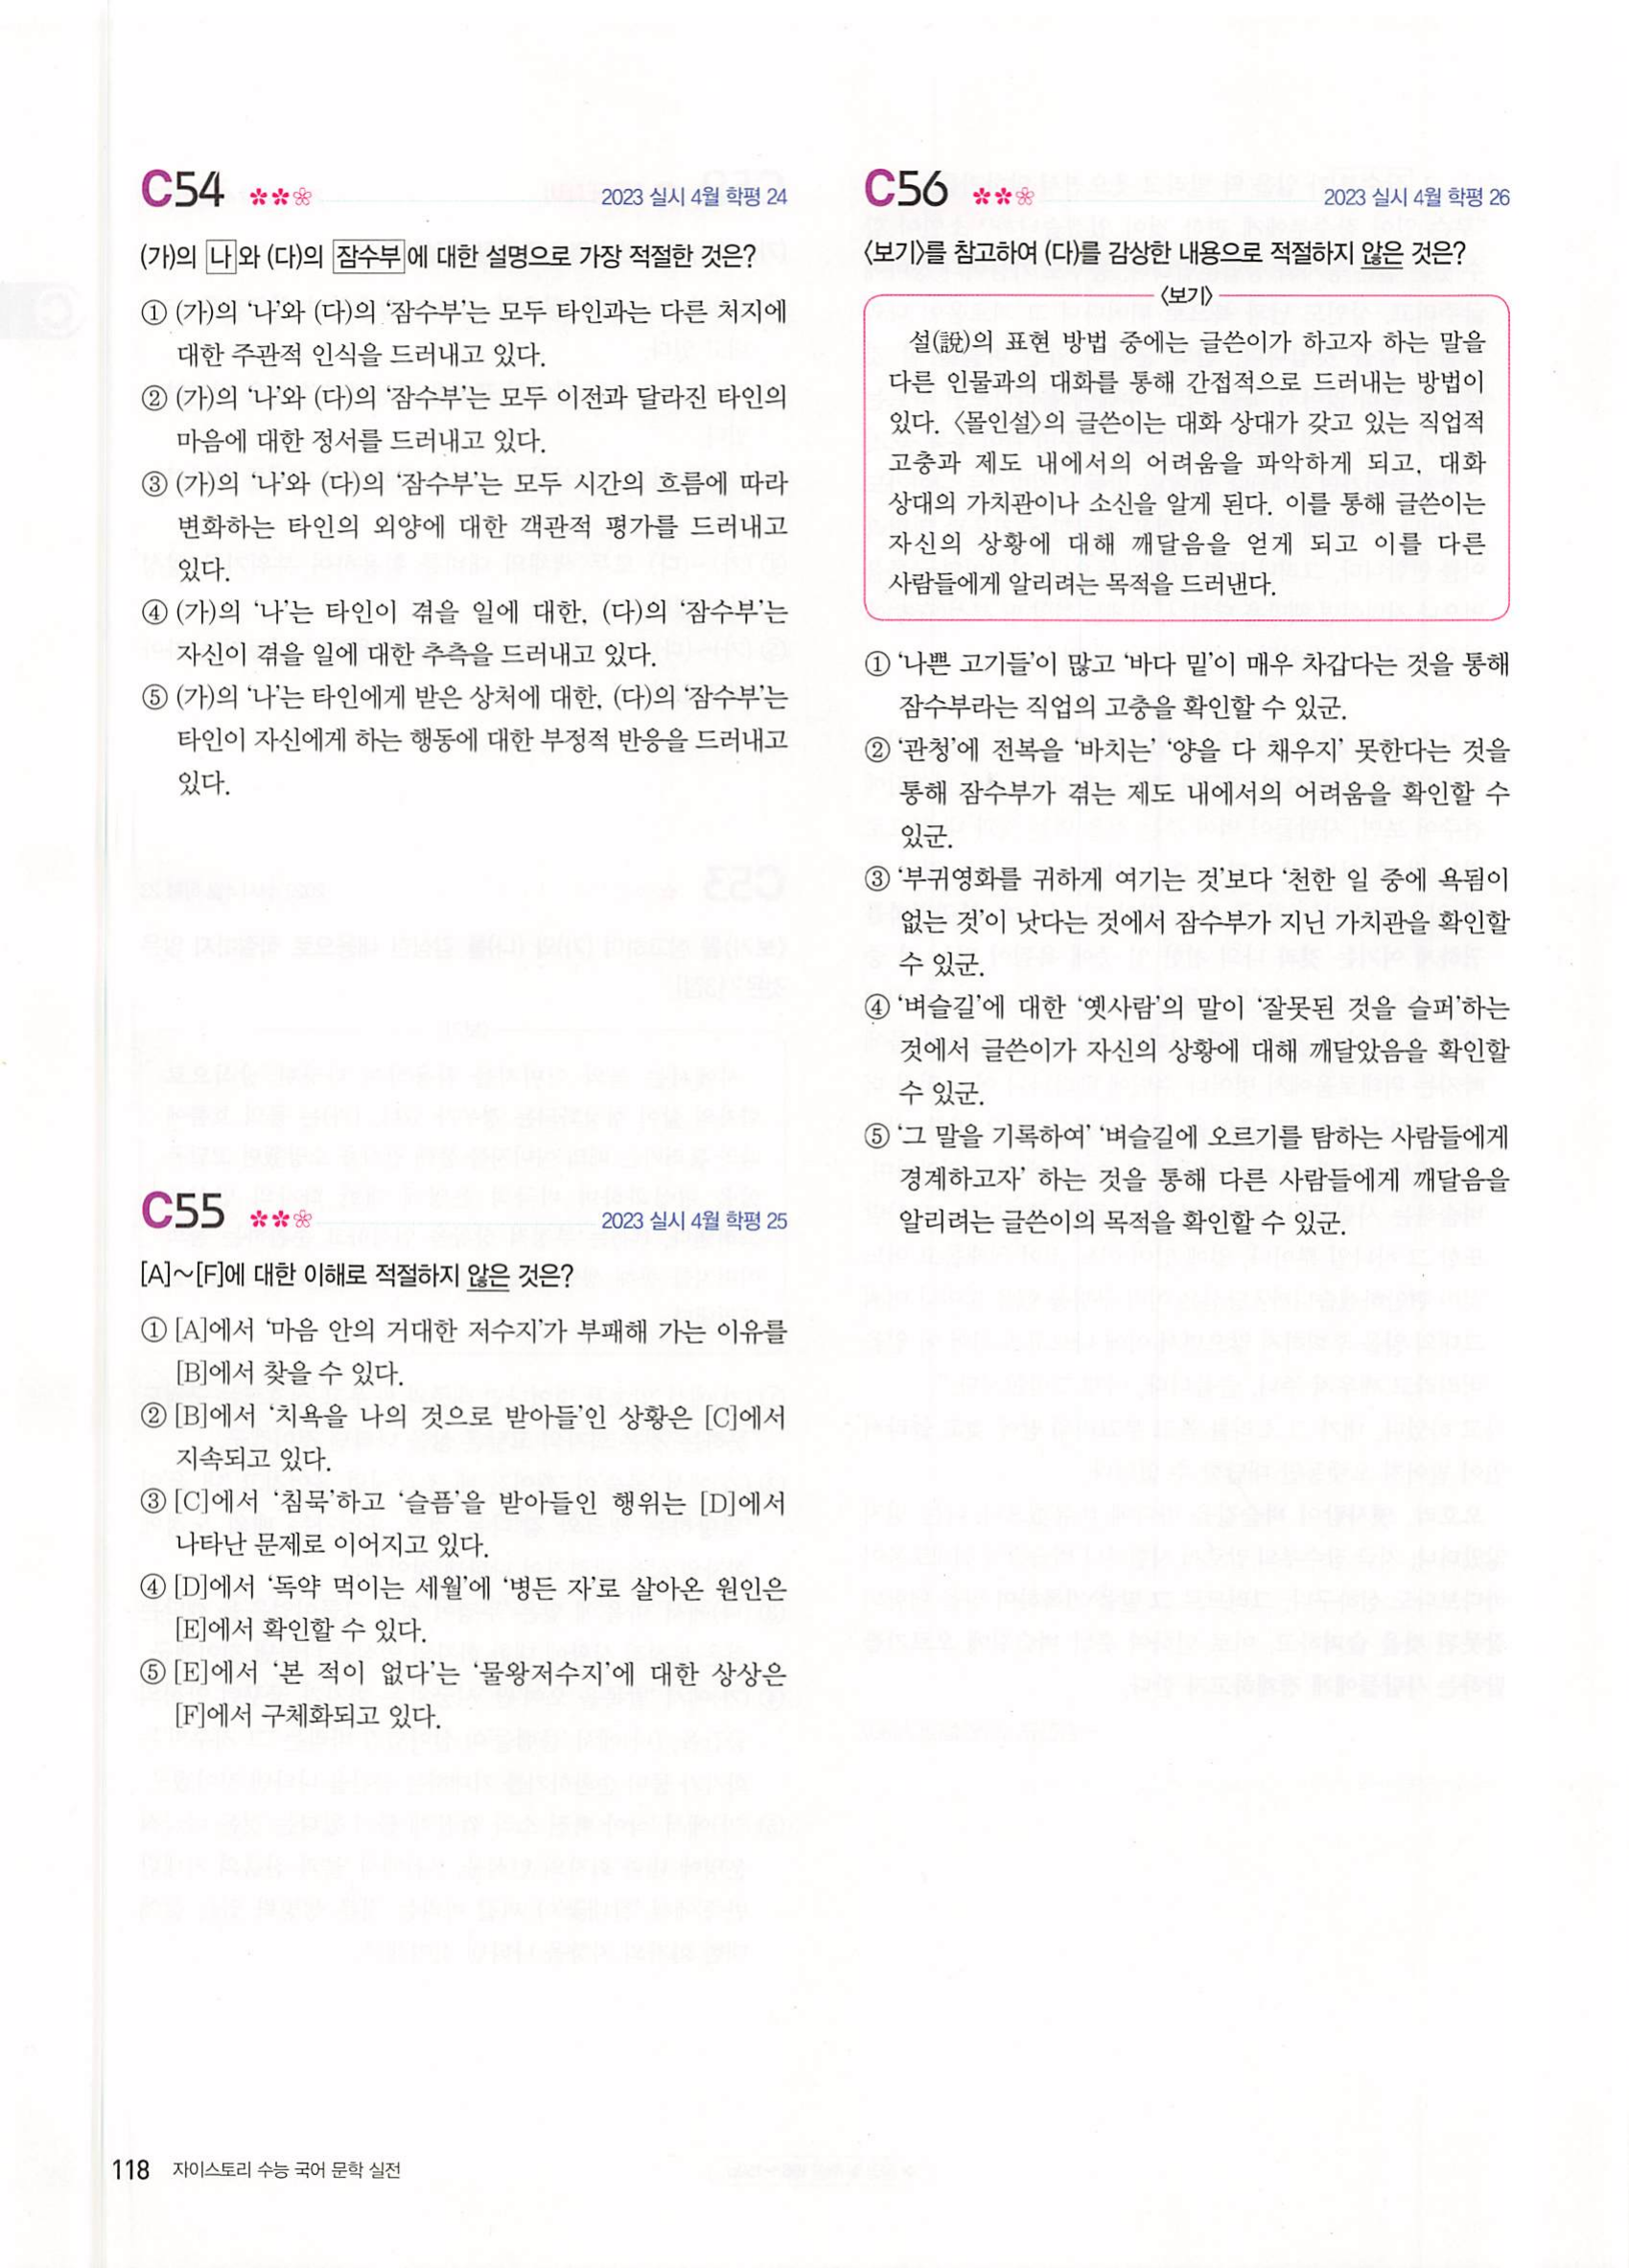 C54
2023 실시 4월 학평 24
(가)의 나와 (다)의 잠수부에 대한 설명으로 가장 적절한 것은?
① (가)의 ‘나’와 (다)의 ‘잠수부’는 모두 타인과는 다른 처지에
대한 주관적 인식을 드러내고 있다.
② (가)의 ‘나’와 (다)의 ‘잠수부’는 모두 이전과 달라진 타인의
마음에 대한 정서를 드러내고 있다.
③ (가)의 ‘나’와 (다)의 ‘잠수부’는 모두 시간의 흐름에 따라
변화하는 타인의 외양에 대한 객관적 평가를 드러내고
있다.
④ (가)의 ‘나’는 타인이 겪을 일에 대한, (다)의 ‘잠수부’는
자신이 겪을 일에 대한 추측을 드러내고 있다.
⑤ (가)의 ‘나’는 타인에게 받은 상처에 대한, (다)의 ‘잠수부’는
타인이 자신에게 하는 행동에 대한 부정적 반응을 드러내고
있다.
C55
2023 실시 4월 학평 25
[A]~[F]에 대한 이해로 적절하지 않은 것은?
① [A]에서 ‘마음 안의 거대한 저수지’가 부패해 가는 이유를
[B]에서 찾을 수 있다.
② [B]에서 ‘치욕을 나의 것으로 받아들’인 상황은 [C]에서
지속되고 있다.
③ [C]에서 ‘침묵’하고 ‘슬픔’을 받아들인 행위는 [D]에서
나타난 문제로 이어지고 있다.
④ [D]에서 ‘독약 먹이는 세월’에 ‘병든 자’로 살아온 원인은
[E]에서 확인할 수 있다.
⑤ [E]에서 ‘본 적이 없다’는 ‘물왕저수지’에 대한 상상은
[F]에서 구체화되고 있다.
C56
2023 실시 4월 학평 26
〈보기〉를 참고하여 (다)를 감상한 내용으로 적절하지 않은 것은?
〈보기〉
설(說)의 표현 방법 중에는 글쓴이가 하고자 하는 말을
다른 인물과의 대화를 통해 간접적으로 드러내는 방법이
있다. 〈몰인설〉의 글쓴이는 대화 상대가 갖고 있는 직업적
고충과 제도 내에서의 어려움을 파악하게 되고, 대화
상대의 가치관이나 소신을 알게 된다. 이를 통해 글쓴이는
자신의 상황에 대해 깨달음을 얻게 되고 이를 다른
사람들에게 알리려는 목적을 드러낸다.
① ‘나쁜 고기들’이 많고 ‘바다 밑’이 매우 차갑다는 것을 통해
잠수부라는 직업의 고충을 확인할 수 있군.
② ‘관청’에 전복을 ‘바치는’ ‘양을 다 채우지’ 못한다는 것을
통해 잠수부가 겪는 제도 내에서의 어려움을 확인할 수
있군.
③ ‘부귀영화를 귀하게 여기는 것’보다 ‘천한 일 중에 욕됨이
없는 것’이 낫다는 것에서 잠수부가 지닌 가치관을 확인할
수 있군.
④ ‘벼슬길’에 대한 ‘옛사람’의 말이 ‘잘못된 것을 슬퍼’하는
것에서 글쓴이가 자신의 상황에 대해 깨달았음을 확인할
수 있군.
⑤ ‘그 말을 기록하여’ ‘벼슬길에 오르기를 탐하는 사람들에게
경계하고자’ 하는 것을 통해 다른 사람들에게 깨달음을
알리려는 글쓴이의 목적을 확인할 수 있군.
118 자이스토리 수능 국어 문학 실전